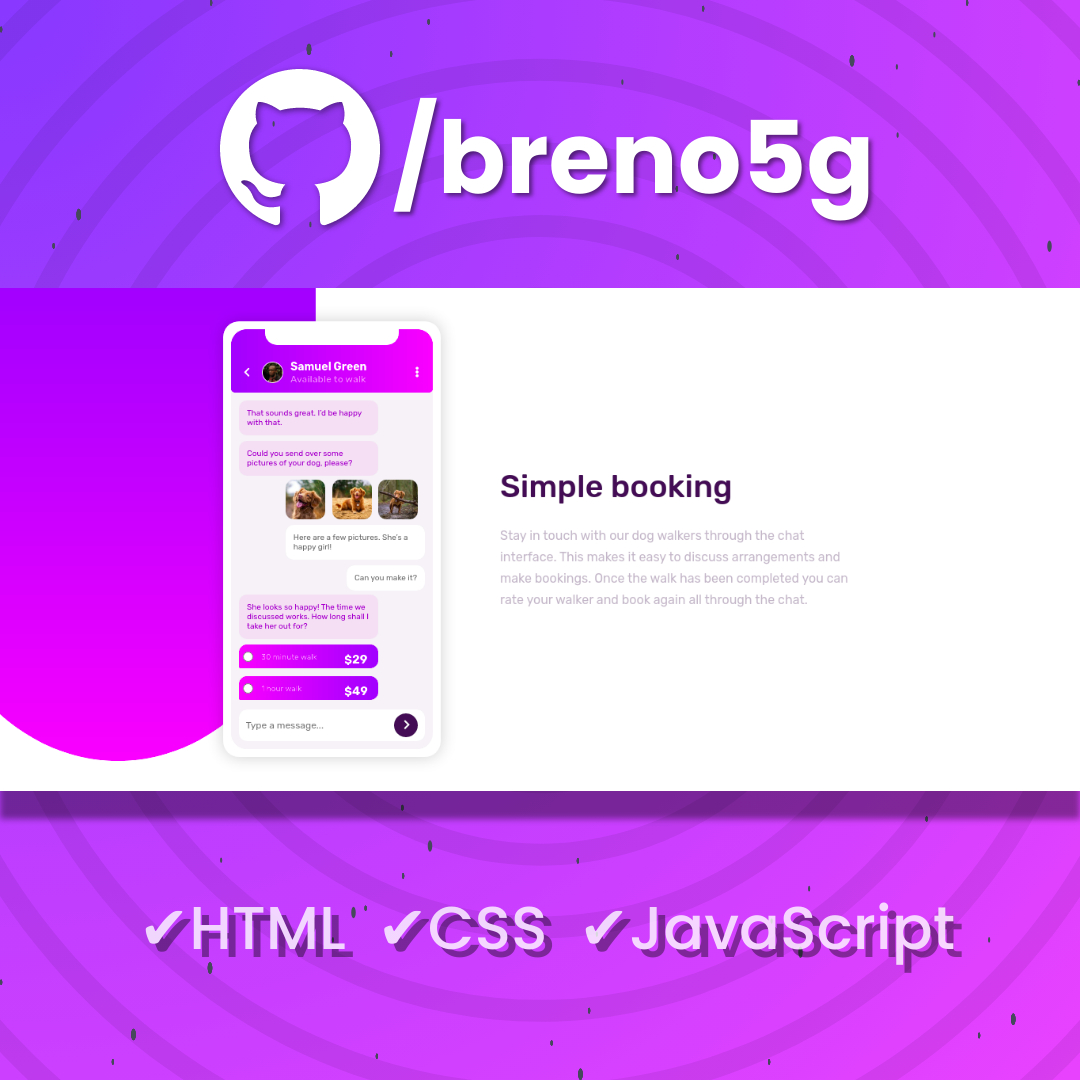 /breno5g
Samuel Green
Available to walk
That sounds great. I'd be happy
with that.
Could you send over some
pictures of your dog, please?
Here are a few pictures. She's a
happy girl!
Can you make it?
She looks so happy! The time we
discussed works. How long shall I
take her out for?
30 minute walk $29
1 hour walk $49
Type a message...
Simple booking
Stay in touch with our dog walkers through the chat
interface. This makes it easy to discuss arrangements and
make bookings. Once the walk has been completed you can
rate your walker and book again all through the chat.
✔HTML ✔CSS ✔JavaScript